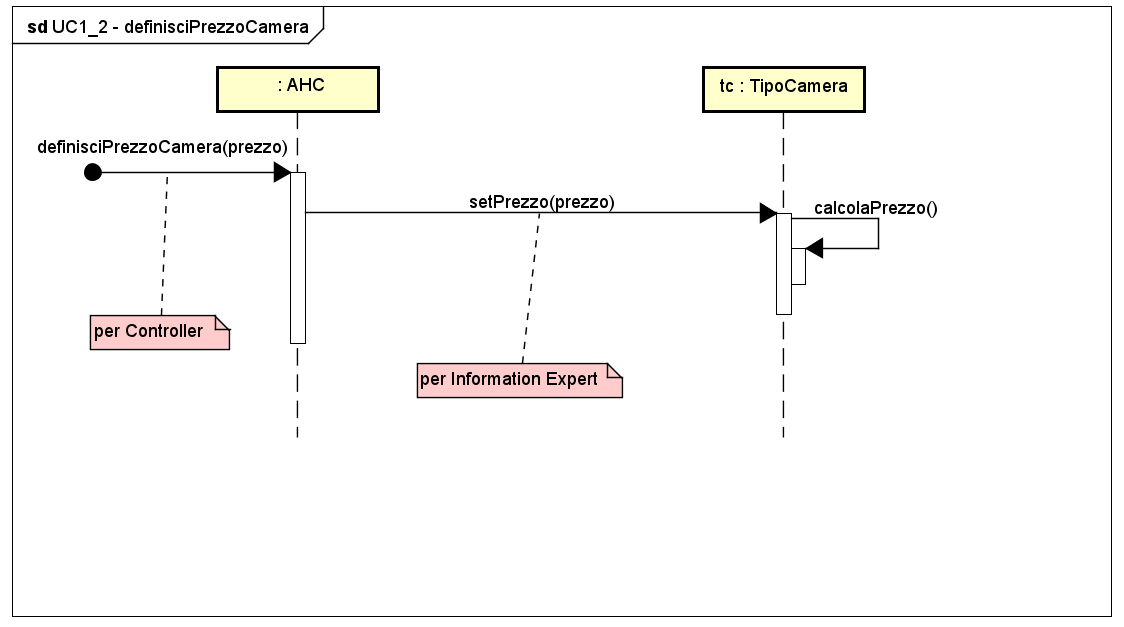 sd UC1_2 - definisciPrezzoCamera
: AHC
tc : TipoCamera
definisciPrezzoCamera(prezzo)
setPrezzo(prezzo)
calcolaPrezzo()
per Controller
per Information Expert